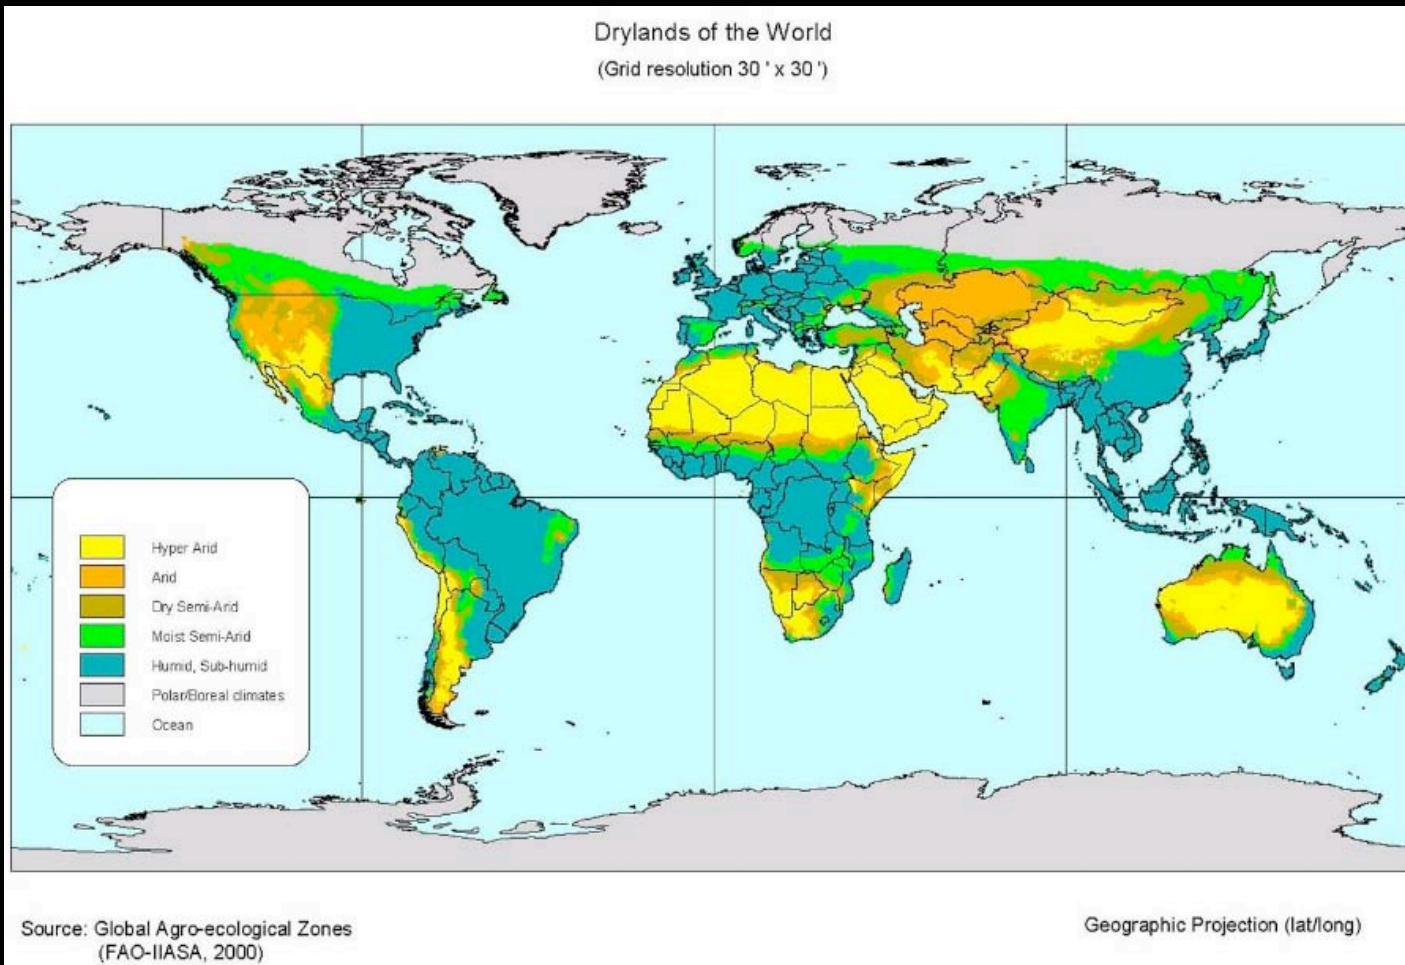 Drylands of the World
(Grid resolution 30 ' x 30 ')
Hyper Arid
Arid
Dry Semi-Arid
Moist Semi-Arid
Humid, Sub-humid
Polar/Boreal climates
Ocean
Source: Global Agro-ecological Zones
(FAO-IIASA, 2000)
Geographic Projection (lat/long)